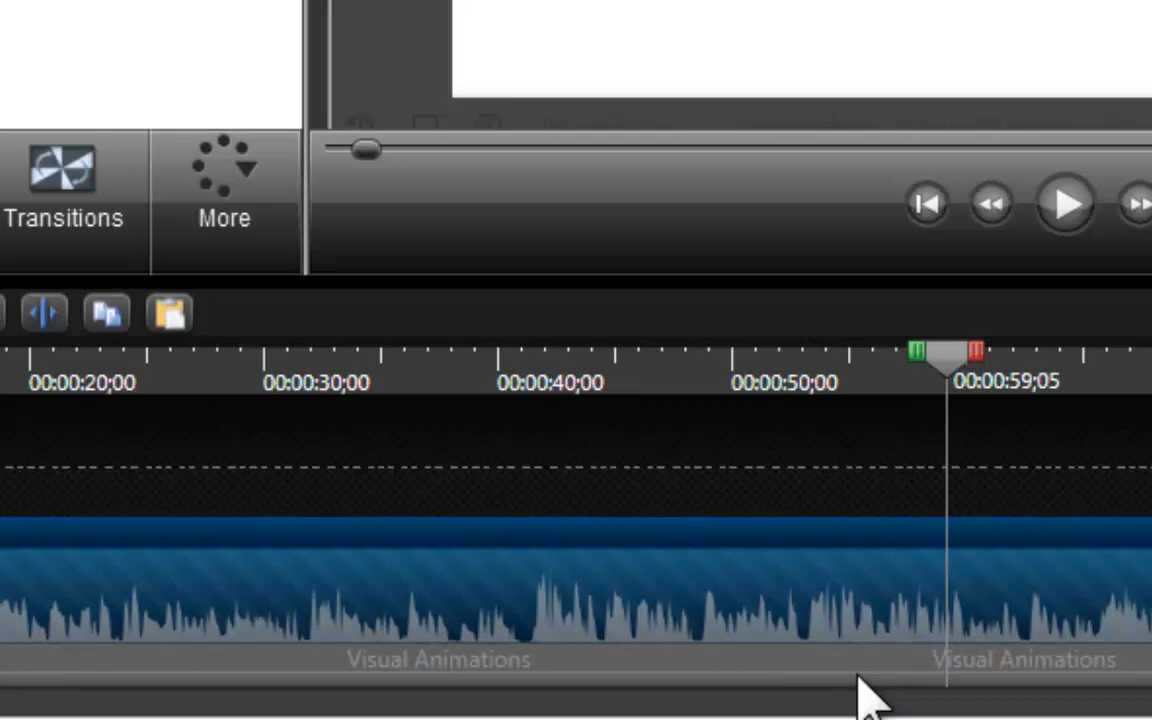 Transitions
More
00:00:20;00
00:00:30;00
00:00:40;00
00:00:50;00
00:00:59;05
Visual Animations
Visual Animations